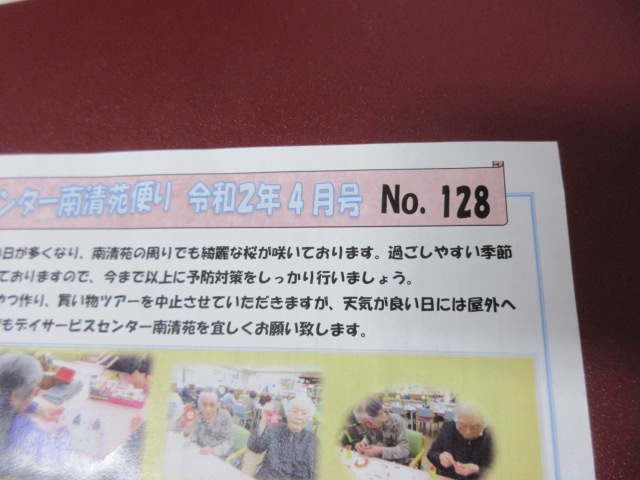 ンター南清苑便り 令和2年4月号 No. 128
日が多くなり、南清苑の周りでも綺麗な桜が咲いております。過ごしやすい季節
ておりますので、今まで以上に予防対策をしっかり行いましょう。
やつ作り、買い物ツアーを中止させていただきますが、天気が良い日には屋外へ
もデイサービスセンター南清苑を宜しくお願い致します。